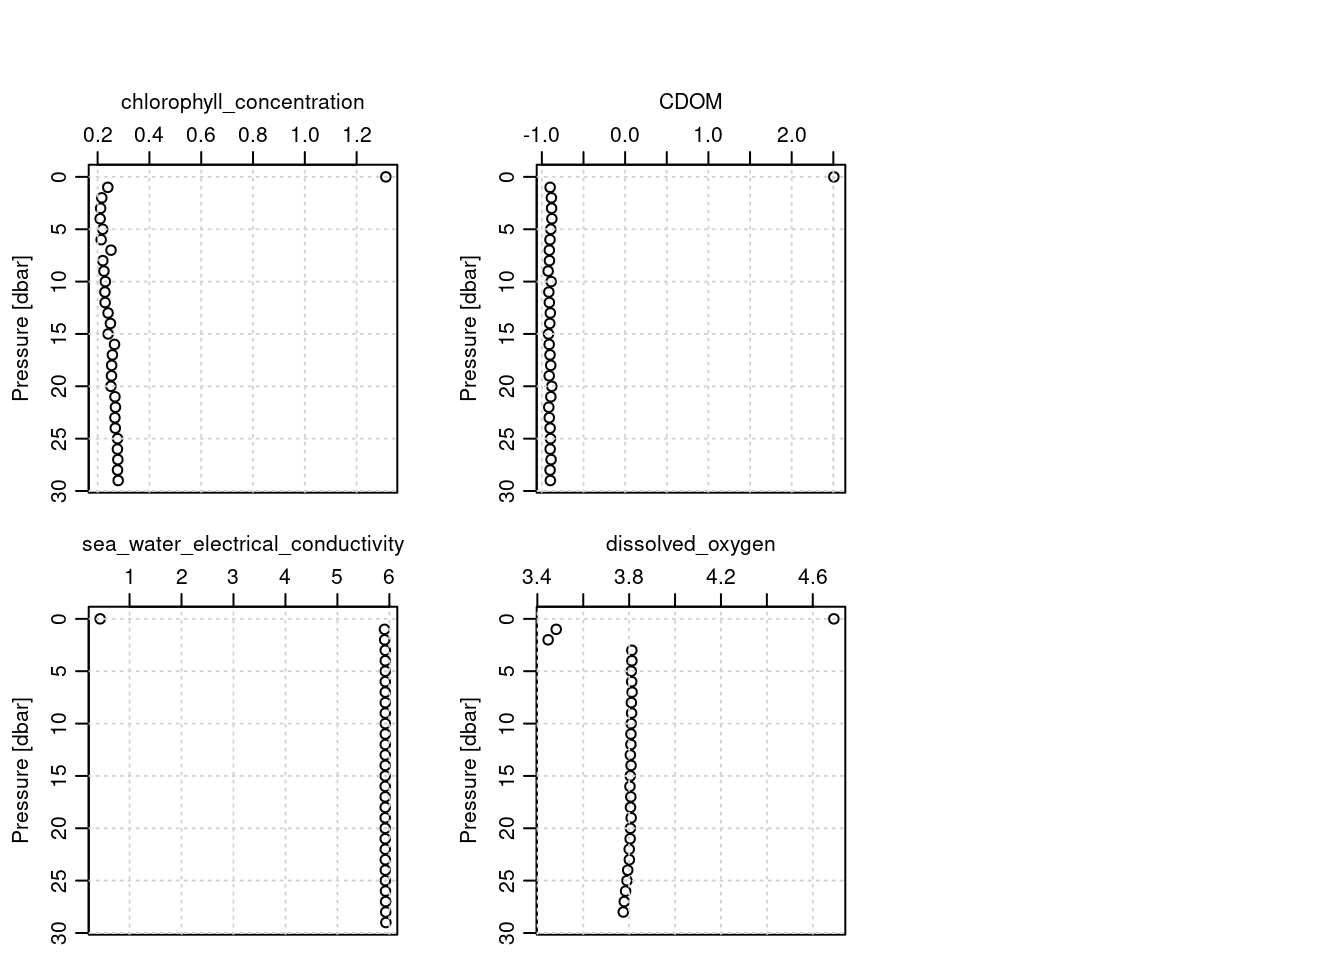 chlorophyll_concentration
0.2 0.4 0.6 0.8 1.0 1.2
Pressure [dbar]
0
5
10
15
20
25
30
CDOM
-1.0 0.0 1.0 2.0
Pressure [dbar]
0
5
10
15
20
25
30
sea_water_electrical_conductivity
1 2 3 4 5 6
Pressure [dbar]
0
5
10
15
20
25
30
dissolved_oxygen
3.4 3.8 4.2 4.6
Pressure [dbar]
0
5
10
15
20
25
30